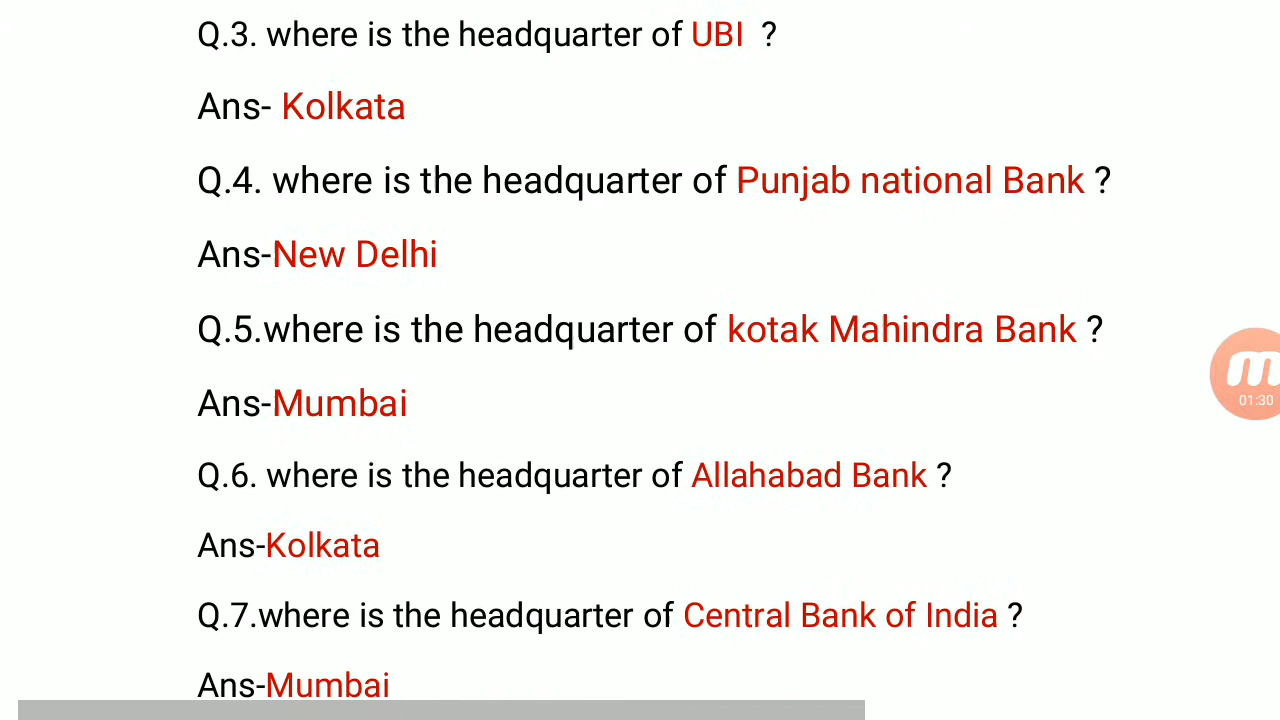 Q.3. where is the headquarter of UBI ?
Ans- Kolkata
Q.4. where is the headquarter of Punjab national Bank ?
Ans-New Delhi
Q.5.where is the headquarter of kotak Mahindra Bank ?
Ans-Mumbai
Q.6. where is the headquarter of Allahabad Bank ?
Ans-Kolkata
Q.7.where is the headquarter of Central Bank of India ?
Ans-Mumbai
m
01:30